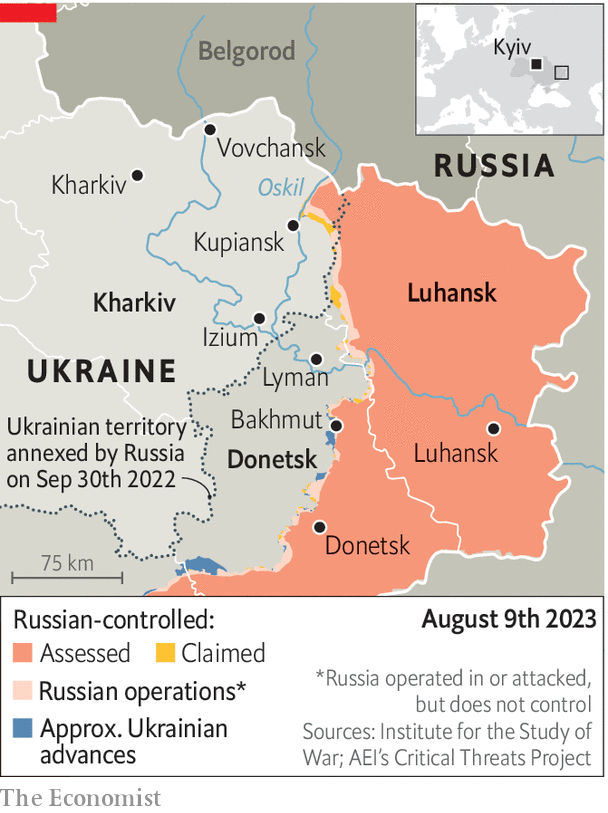 Belgorod
Kyiv
Vovchansk
RUSSIA
Kharkiv
Oskil
Kupiansk
Kharkiv
Luhansk
Izium
UKRAINE
Lyman
Ukrainian territory
annexed by Russia
on Sep 30th 2022
Bakhmut
Donetsk
Luhansk
Donetsk
75 km
Russian-controlled:
August 9th 2023
Assessed
Claimed
Russian operations*
Approx. Ukrainian
advances
*Russia operated in or attacked,
but does not control
Sources: Institute for the Study of
War; AEI’s Critical Threats Project
The Economist